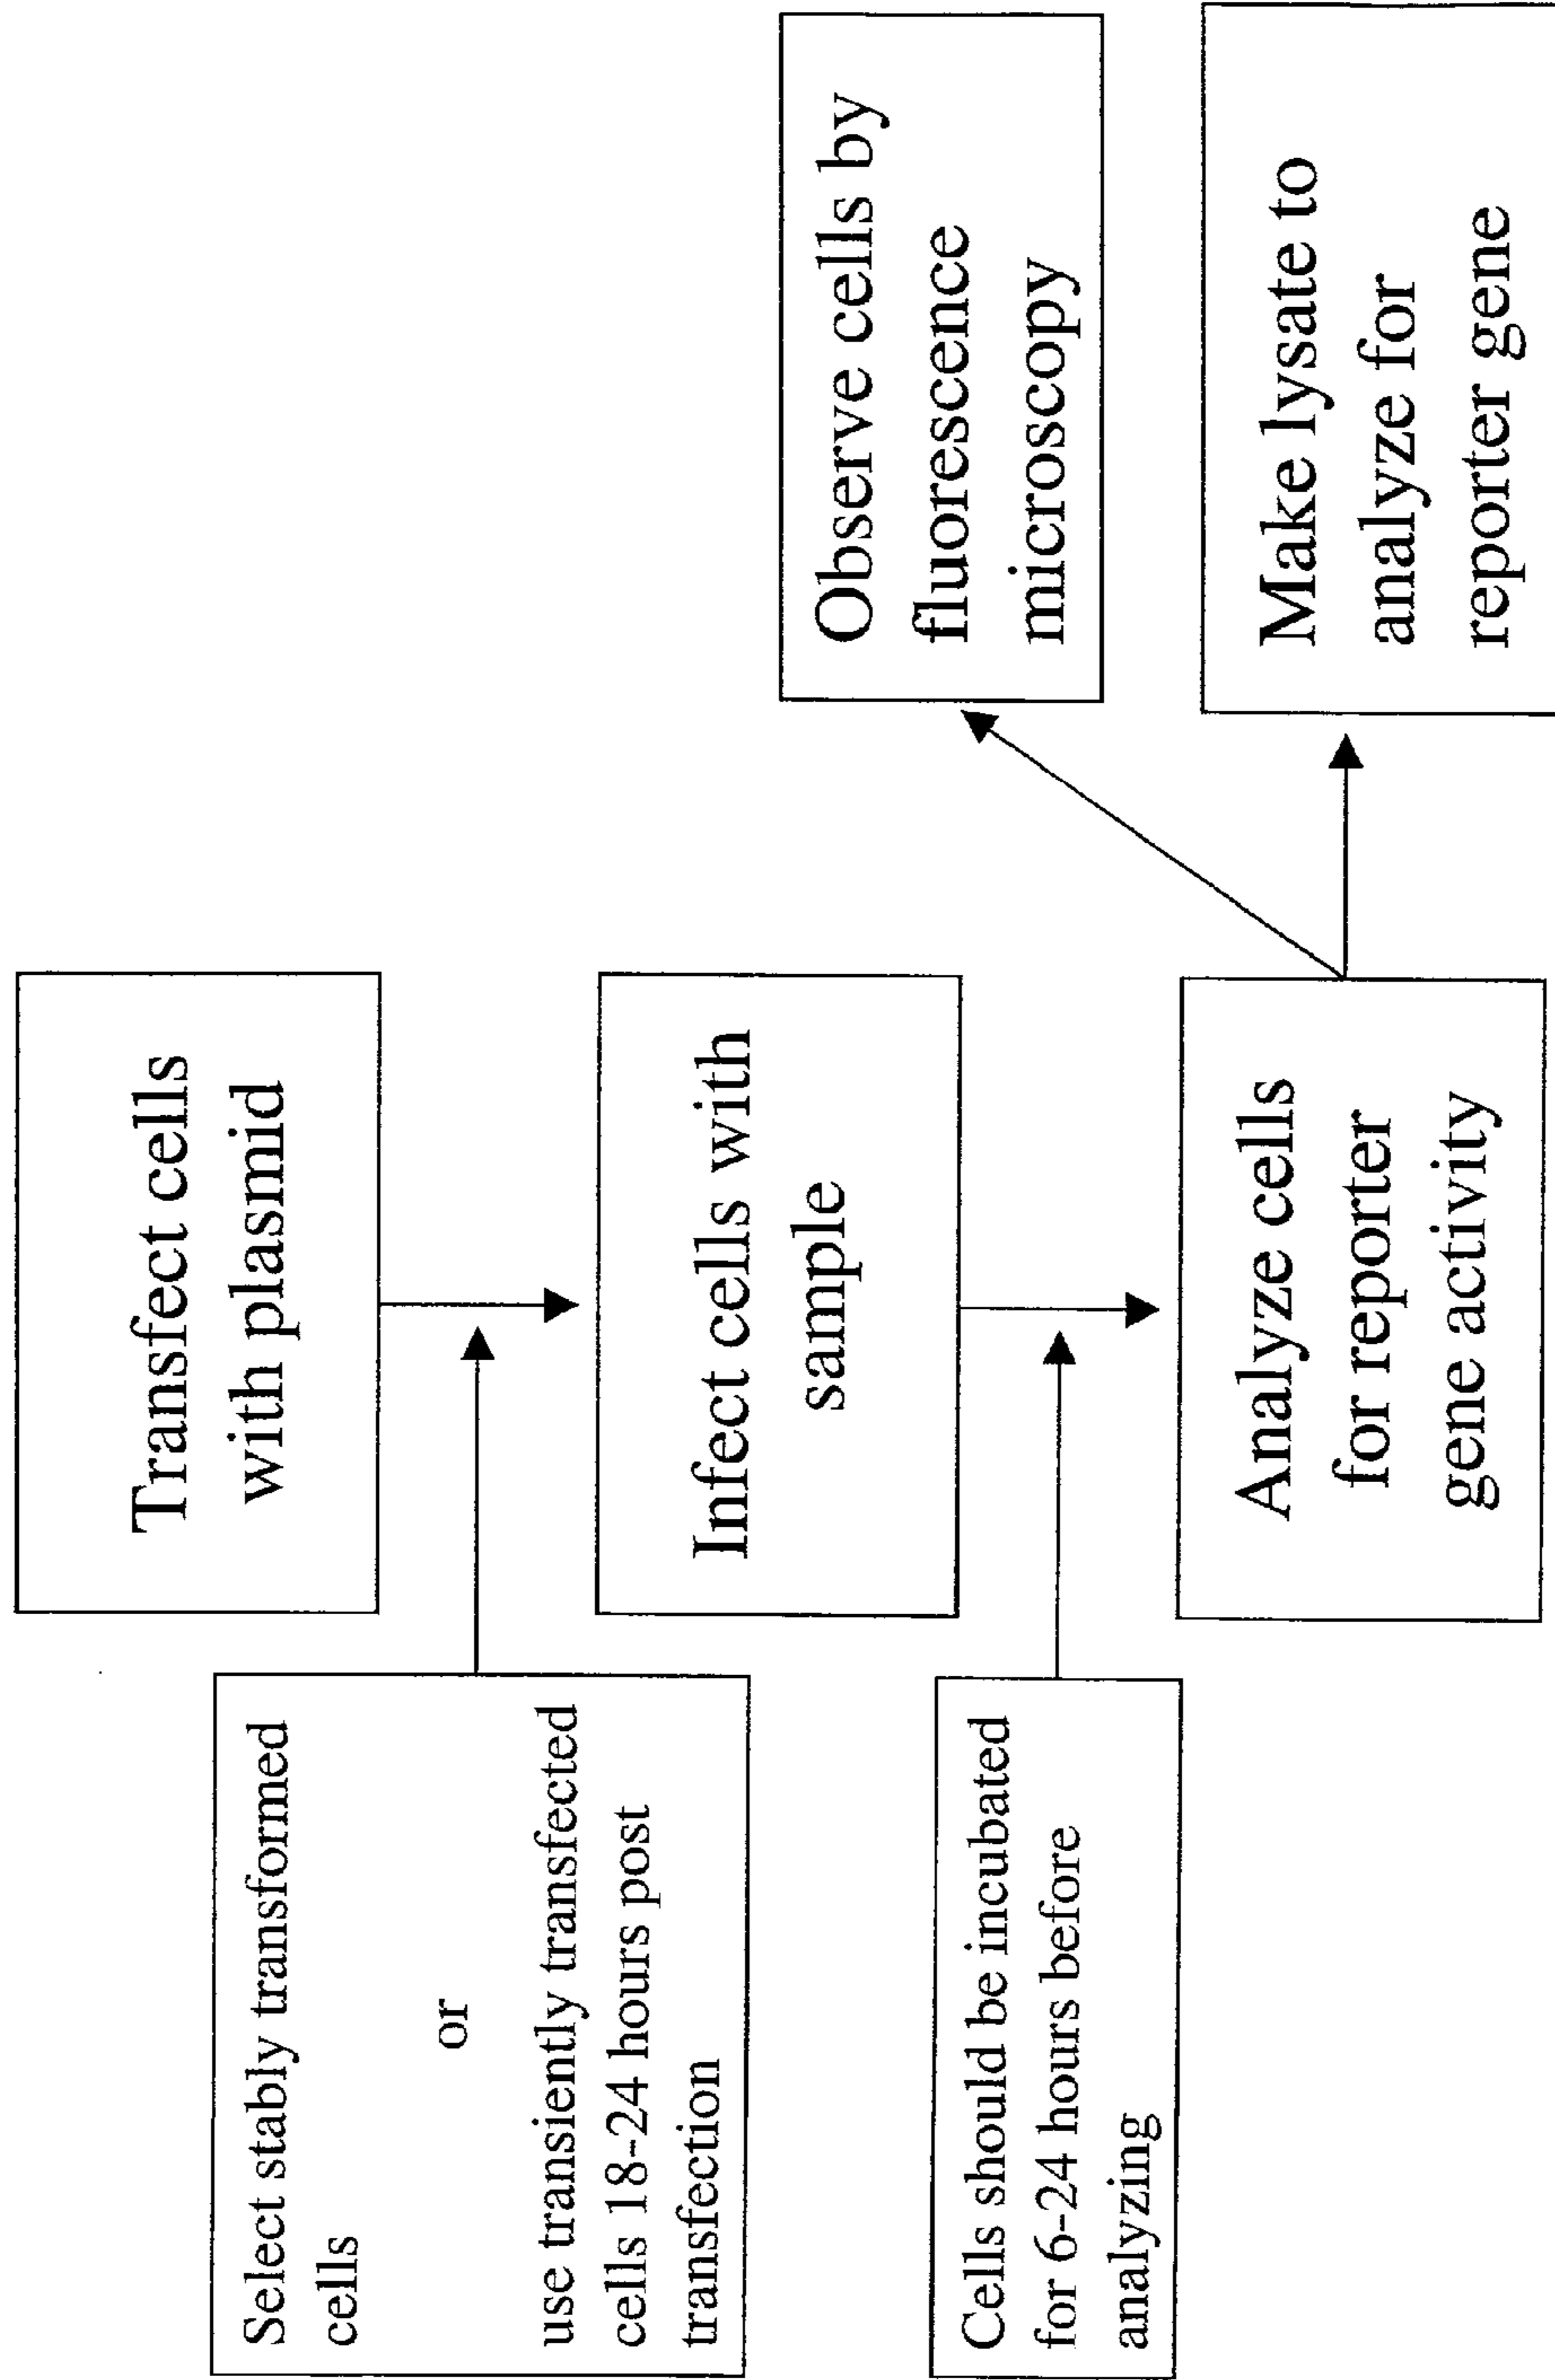 Transfect cells
with plasmid
Select stably transformed
cells
or
use transiently transfected
cells 18-24 hours post
transfection
Infect cells with
sample
Cells should be incubated
for 6-24 hours before
analyzing
Analyze cells
for reporter
gene activity
Observe cells by
fluorescence
microscopy
Make lysate to
analyze for
reporter gene